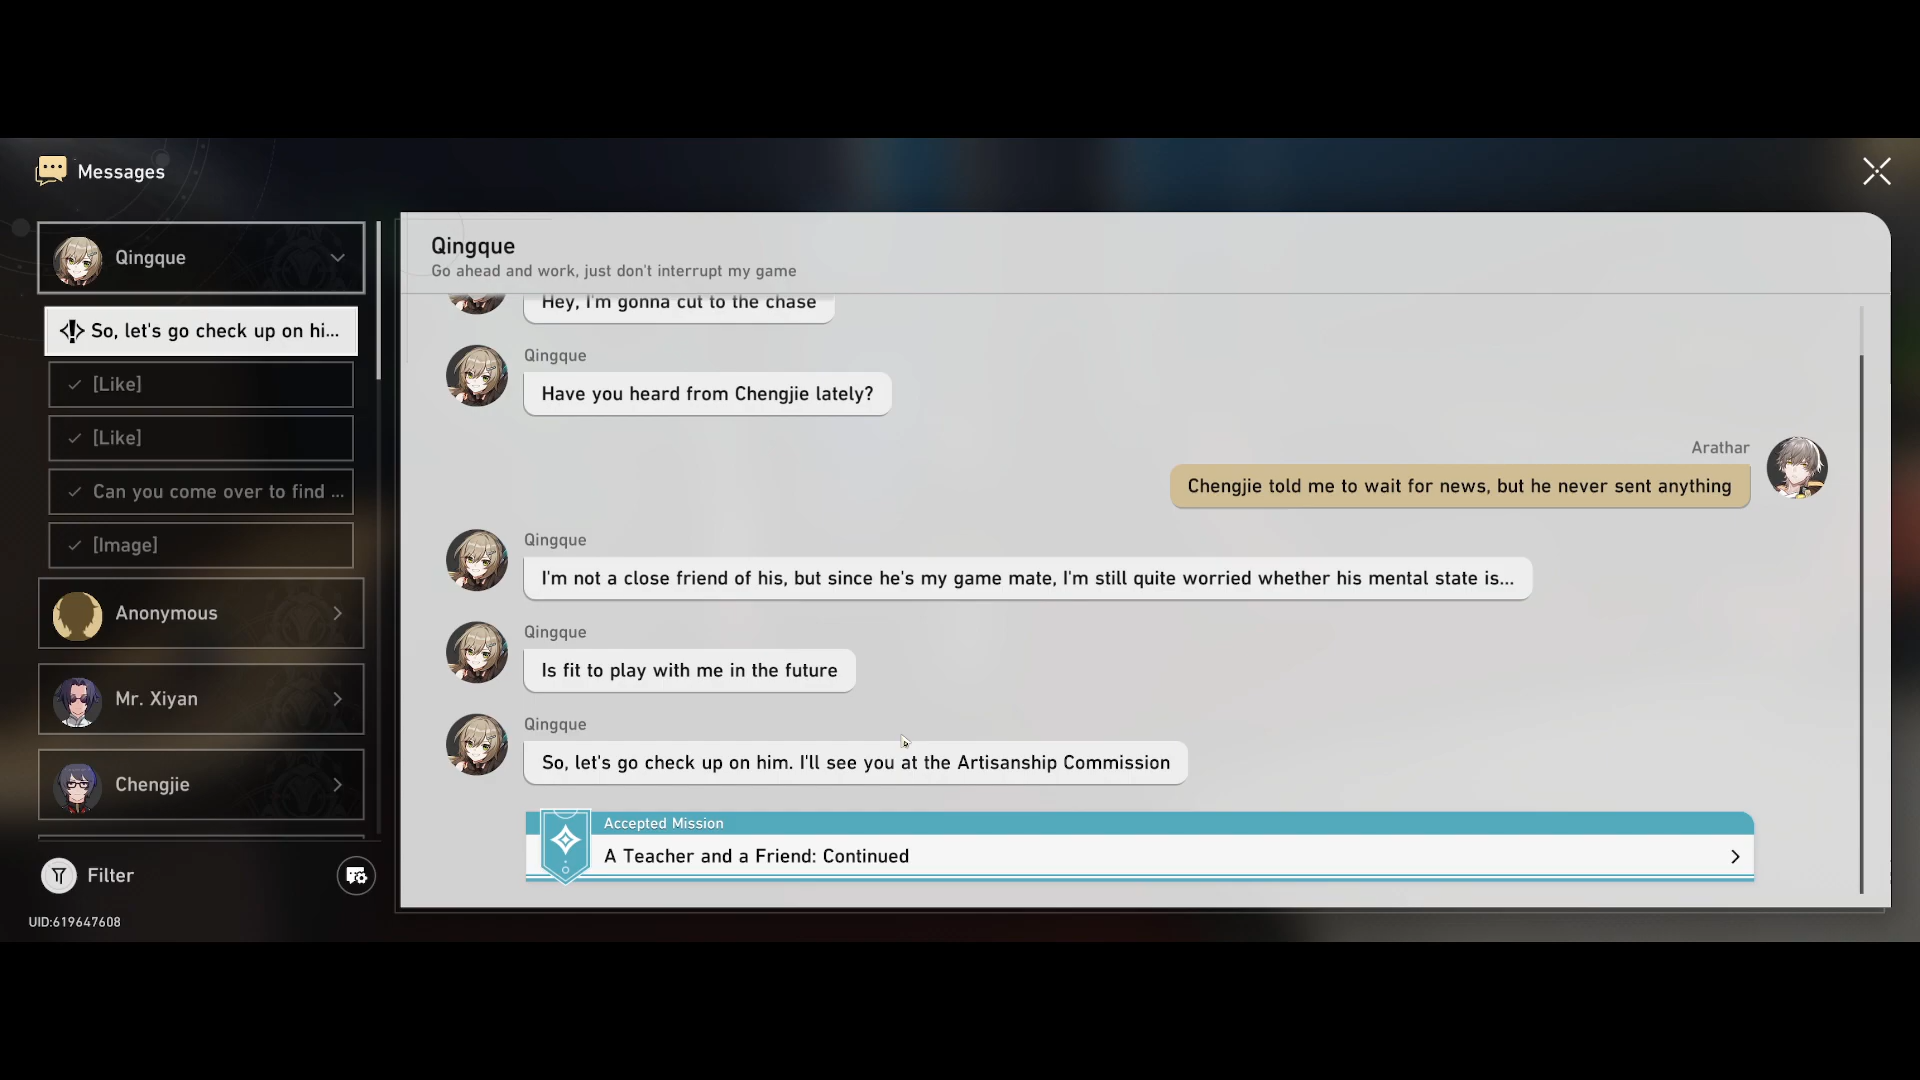 Messages
Qingque
So, let's go check up on hi...
[Like]
[Like]
Can you come over to find ...
[Image]
Anonymous
Mr. Xiyan
Chengjie
Filter
UID:619647608
Qingque
Go ahead and work, just don't interrupt my game
Hey, I'm gonna cut to the chase
Qingque
Have you heard from Chengjie lately?
Arathar
Chengjie told me to wait for news, but he never sent anything
Qingque
I'm not a close friend of his, but since he's my game mate, I'm still quite worried whether his mental state is...
Qingque
Is fit to play with me in the future
Qingque
So, let's go check up on him. I'll see you at the Artisanship Commission
Accepted Mission
A Teacher and a Friend: Continued